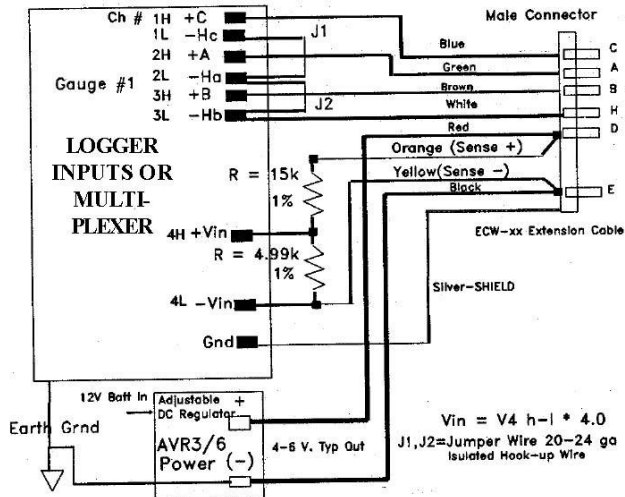 Male Connector
Ch # 1H +C
1L -Hc J1
2H +A
Gauge #1 2L -Ha
3H +B J2
3L -Hb
Blue C
Green A
Brown B
White H
Red D
Orange (Sense +)
Yellow(Sense -)
Black E
LOGGER
INPUTS OR
MULTI-
PLEXER
R = 15k
1%
4H +Vin
R = 4.99k
1%
4L -Vin
Gnd
ECW-xx Extension Cable
Silver-SHIELD
12V Batt In
Adjustable +
DC Regulator
Earth Grnd
AVR3/6
Power (-)
4-6 V. Typ Out
Vin = V4 h-l * 4.0
J1,J2=Jumper Wire 20-24 ga
Isulated Hook-up Wire